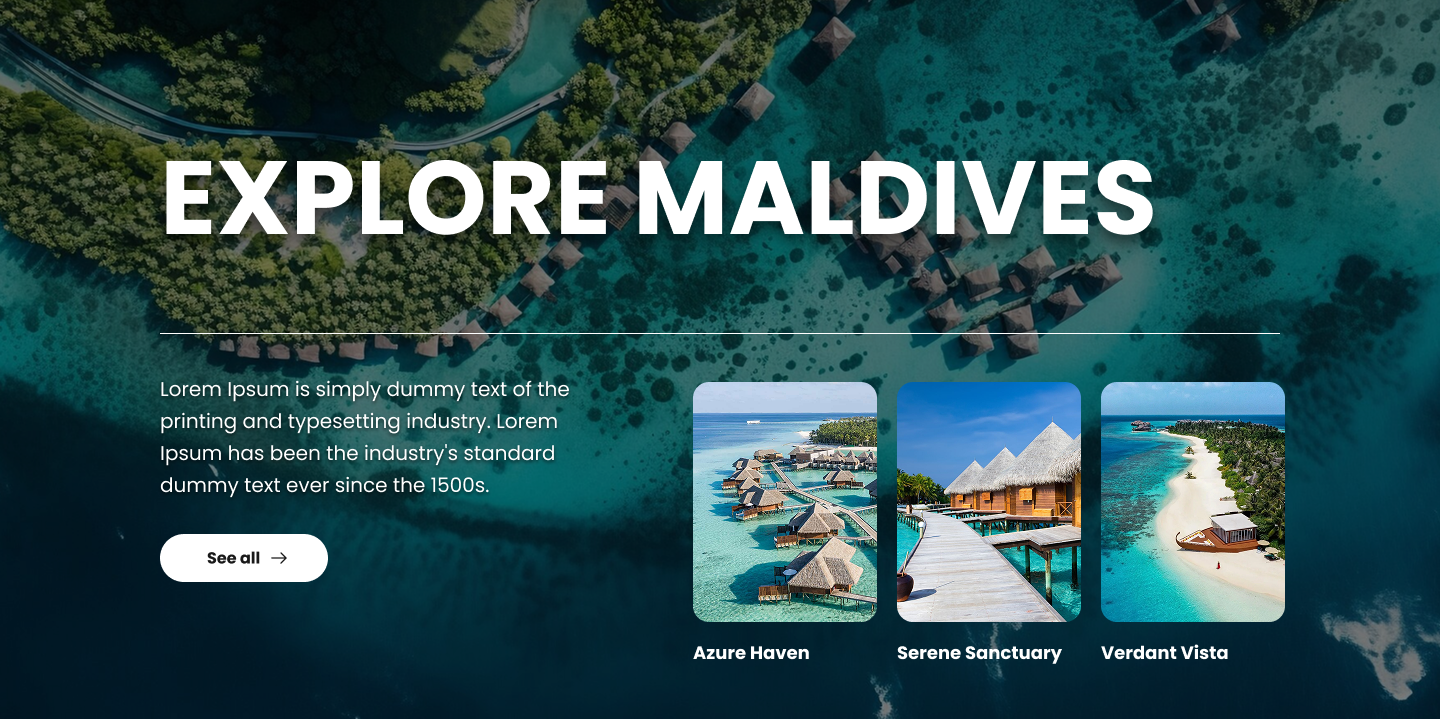 EXPLORE MALDIVES
Lorem Ipsum is simply dummy text of the
printing and typesetting industry. Lorem
Ipsum has been the industry's standard
dummy text ever since the 1500s.
See all →
Azure Haven
Serene Sanctuary
Verdant Vista